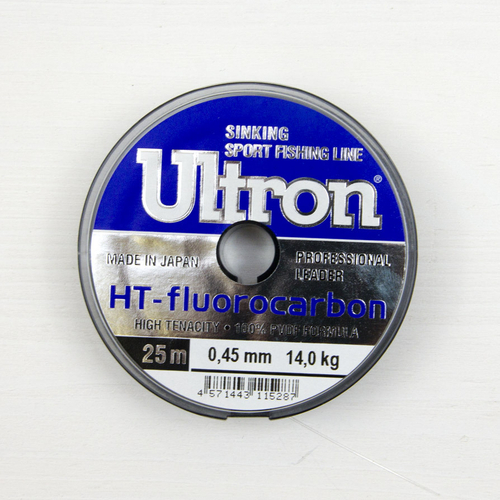 SINKING
SPORT FISHING LINE
Ultron®
MADE IN JAPAN
PROFESSIONAL
LEADER
HT-fluorocarbon
HIGH TENACITY • 100% PVDF FORMULA
25m
0,45 mm 14,0 kg
4 571443 115287